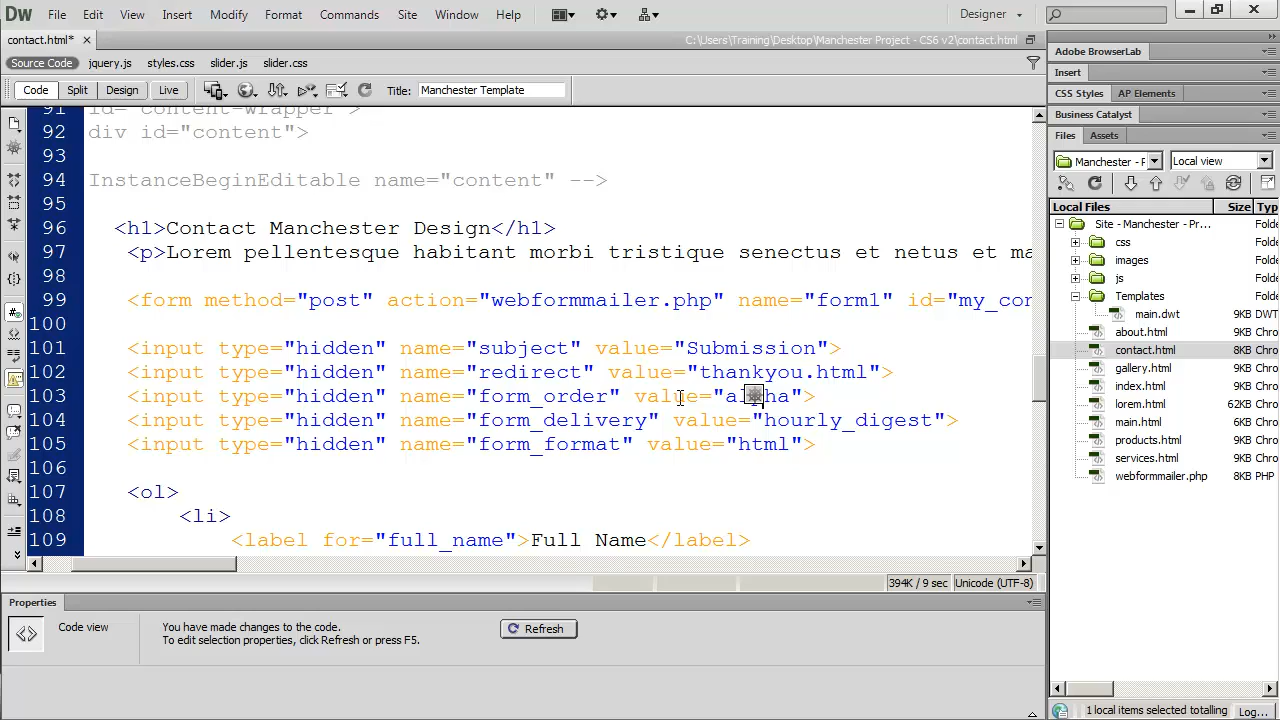 Dw File Edit View Insert Modify Format Commands Site Window Help Designer
contact.html* C:\Users\Training\Desktop\Manchester Project - CS6 v2\contact.html
Source Code jquery.js styles.css slider.js slider.css
Code Split Design Live Title: Manchester Template
91 id="content-wrapper">
92 div id="content">
93
94 InstanceBeginEditable name="content" -->
95
96 <h1>Contact Manchester Design</h1>
97 <p>Lorem pellentesque habitant morbi tristique senectus et netus et ma
98
99 <form method="post" action="webformmailer.php" name="form1" id="my_con
100
101 <input type="hidden" name="subject" value="Submission">
102 <input type="hidden" name="redirect" value="thankyou.html">
103 <input type="hidden" name="form_order" value="alpha">
104 <input type="hidden" name="form_delivery" value="hourly_digest">
105 <input type="hidden" name="form_format" value="html">
106
107 <ol>
108 <li>
109 <label for="full_name">Full Name</label>
394K / 9 sec Unicode (UTF-8)
Properties
Code view
You have made changes to the code.
To edit selection properties, click Refresh or press F5.
Refresh
Adobe BrowserLab
Insert
CSS Styles AP Elements
Business Catalyst
Files Assets
Manchester - F Local view
Local Files Size Typ
Site - Manchester - Pr... Folde
css Folde
images Folde
js Folde
Templates Folde
main.dwt 9KB DWT
about.html 9KB Chro
contact.html 8KB Chro
gallery.html 9KB Chro
index.html 9KB Chro
lorem.html 62KB Chro
main.html 9KB Chro
products.html 9KB Chro
services.html 9KB Chro
webformmailer.php 8KB PHP
1 local items selected totalling Log...